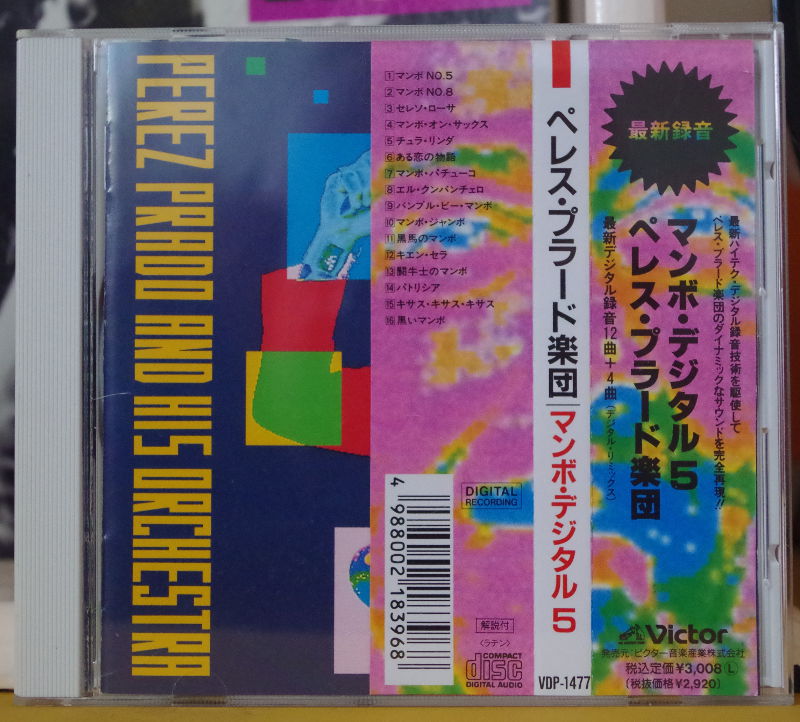 PEREZ PRADO AND HIS ORCHESTRA
1 マンボ NO.5
2 マンボ NO.8
3 セレソ・ローサ
4 マンボ・オン・サックス
5 チュラ・リンダ
6 ある恋の物語
7 マンボ・パチューコ
8 エル・クンバンチェロ
9 バンブル・ビー・マンボ
10 マンボ・ジャンボ
11 黒馬のマンボ
12 キエン・セラ
13 闘牛士のマンボ
14 パトリシア
15 キサス・キサス・キサス
16 黒いマンボ
DIGITAL
RECORDING
4 988002 183968
解説付
〈ラテン〉
COMPACT
disc
DIGITAL AUDIO
ペレス・プラード楽団 マンボ・デジタル5
VDP-1477
最新録音
最新ハイテク・デジタル録音技術を駆使して
ペレス・プラード楽団のダイナミックなサウンドを完全再現!!
マンボ・デジタル5
ペレス・プラード楽団
最新デジタル録音12曲+4曲(デジタル・リミックス)
Victor
発売元:ビクター音楽産業株式会社
税込定価¥3,008 L
(税抜価格¥2,920)